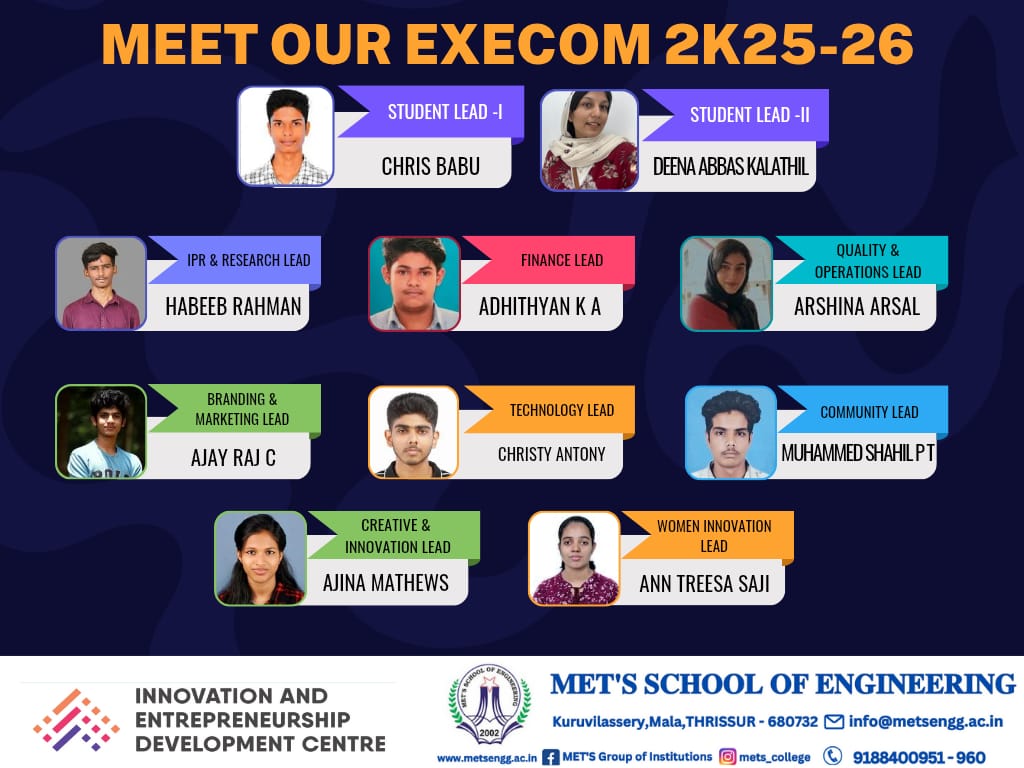 MEET OUR EXECOM 2K25-26
STUDENT LEAD -I
CHRIS BABU
STUDENT LEAD -II
DEENA ABBAS KALATHIL
IPR & RESEARCH LEAD
HABEEB RAHMAN
FINANCE LEAD
ADHITHYAN K A
QUALITY &
OPERATIONS LEAD
ARSHINA ARSAL
BRANDING &
MARKETING LEAD
AJAY RAJ C
TECHNOLOGY LEAD
CHRISTY ANTONY
COMMUNITY LEAD
MUHAMMED SHAHIL P T
CREATIVE &
INNOVATION LEAD
AJINA MATHEWS
WOMEN INNOVATION
LEAD
ANN TREESA SAJI
INNOVATION AND
ENTREPRENEURSHIP
DEVELOPMENT CENTRE
MET'S SCHOOL OF ENGINEERING
2002
MET'S SCHOOL OF ENGINEERING
Kuruvilassery,Mala,THRISSUR - 680732 info@metsengg.ac.in
www.metsengg.ac.in MET'S Group of Institutions mets_college 9188400951 - 960